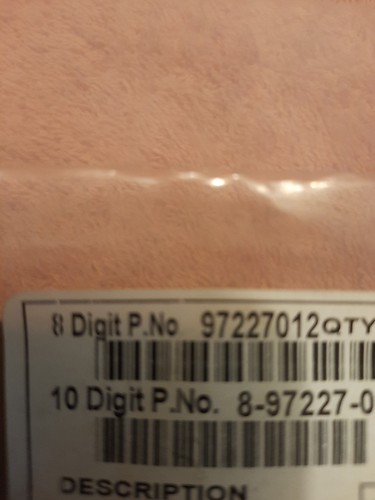 8 Digit P.No 97227012 QTY
10 Digit P.No. 8-97227-0
DESCRIPTION